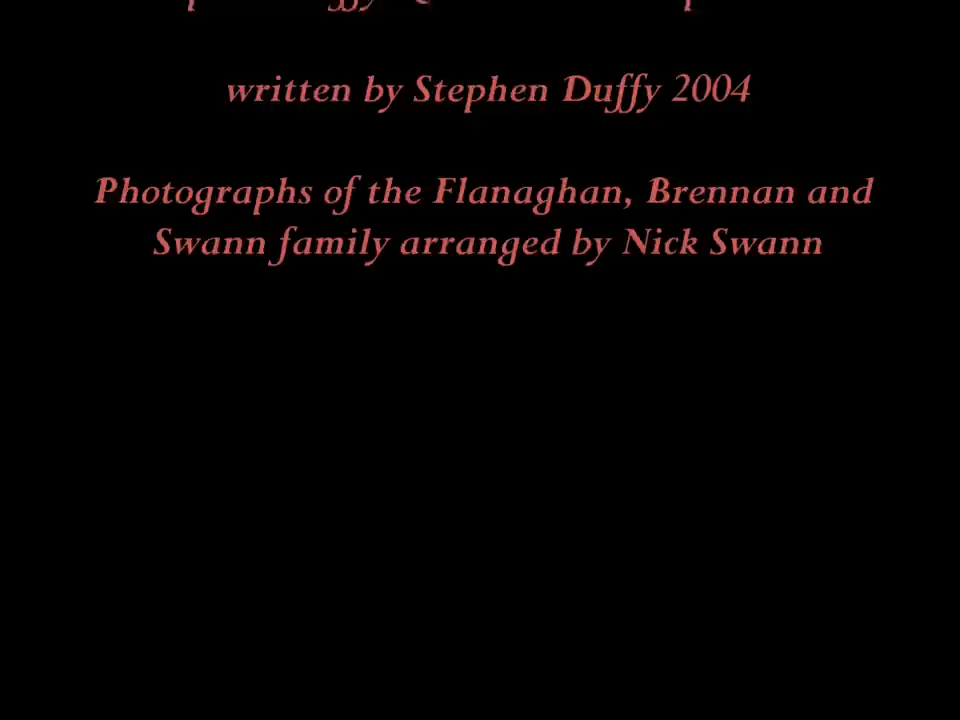 written by Stephen Duffy 2004
Photographs of the Flanaghan, Brennan and
Swann family arranged by Nick Swann